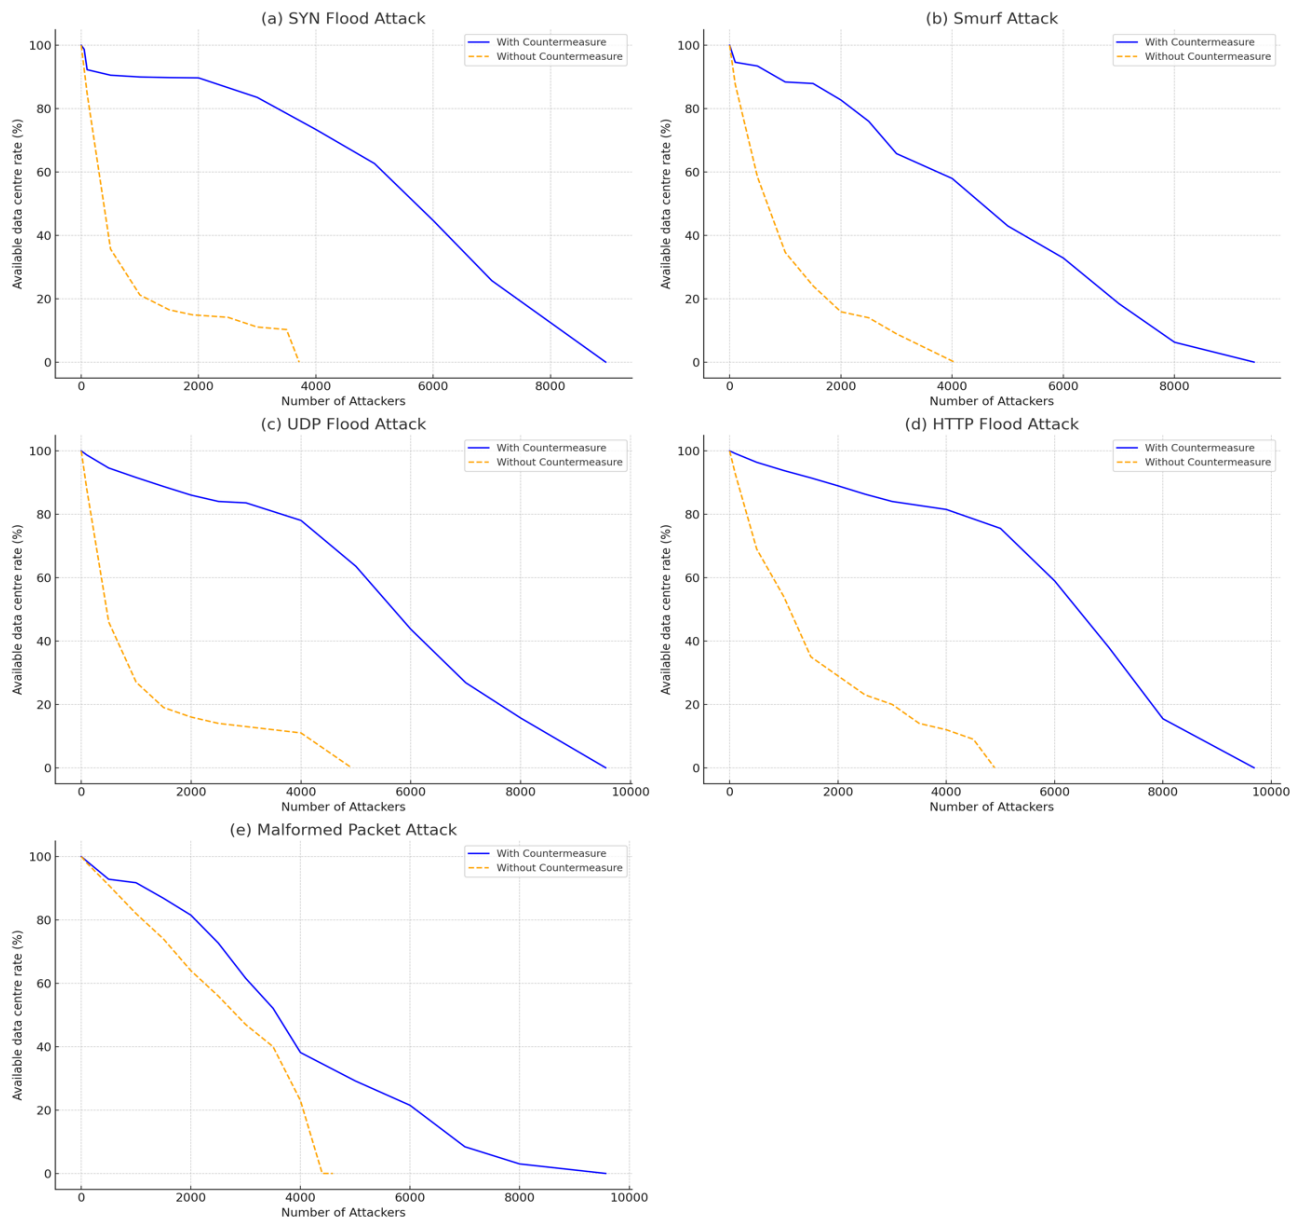 (a) SYN Flood Attack
With Countermeasure
Without Countermeasure
Available data centre rate (%)
100
80
60
40
20
0
0 2000 4000 6000 8000
Number of Attackers
(b) Smurf Attack
With Countermeasure
Without Countermeasure
Available data centre rate (%)
100
80
60
40
20
0
0 2000 4000 6000 8000
Number of Attackers
(c) UDP Flood Attack
With Countermeasure
Without Countermeasure
Available data centre rate (%)
100
80
60
40
20
0
0 2000 4000 6000 8000 10000
Number of Attackers
(d) HTTP Flood Attack
With Countermeasure
Without Countermeasure
Available data centre rate (%)
100
80
60
40
20
0
0 2000 4000 6000 8000 10000
Number of Attackers
(e) Malformed Packet Attack
With Countermeasure
Without Countermeasure
Available data centre rate (%)
100
80
60
40
20
0
0 2000 4000 6000 8000 10000
Number of Attackers